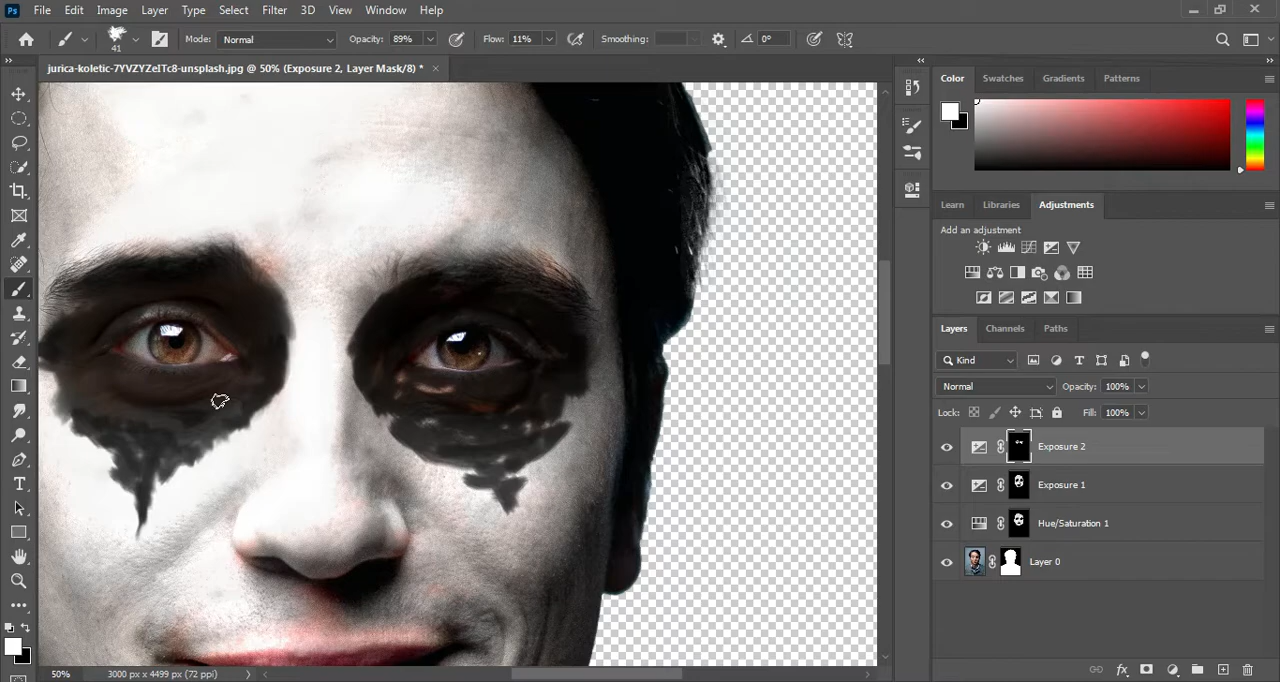 Ps File Edit Image Layer Type Select Filter 3D View Window Help
41 Mode: Normal Opacity: 89% Flow: 11% Smoothing: 0°
jurica-koletic-7YVZYZeITc8-unsplash.jpg @ 50% (Exposure 2, Layer Mask/8) *
Color Swatches Gradients Patterns
Learn Libraries Adjustments
Add an adjustment
Layers Channels Paths
Kind
Normal Opacity: 100%
Lock: Fill: 100%
Exposure 2
Exposure 1
Hue/Saturation 1
Layer 0
fx
50% 3000 px x 4499 px (72 ppi)